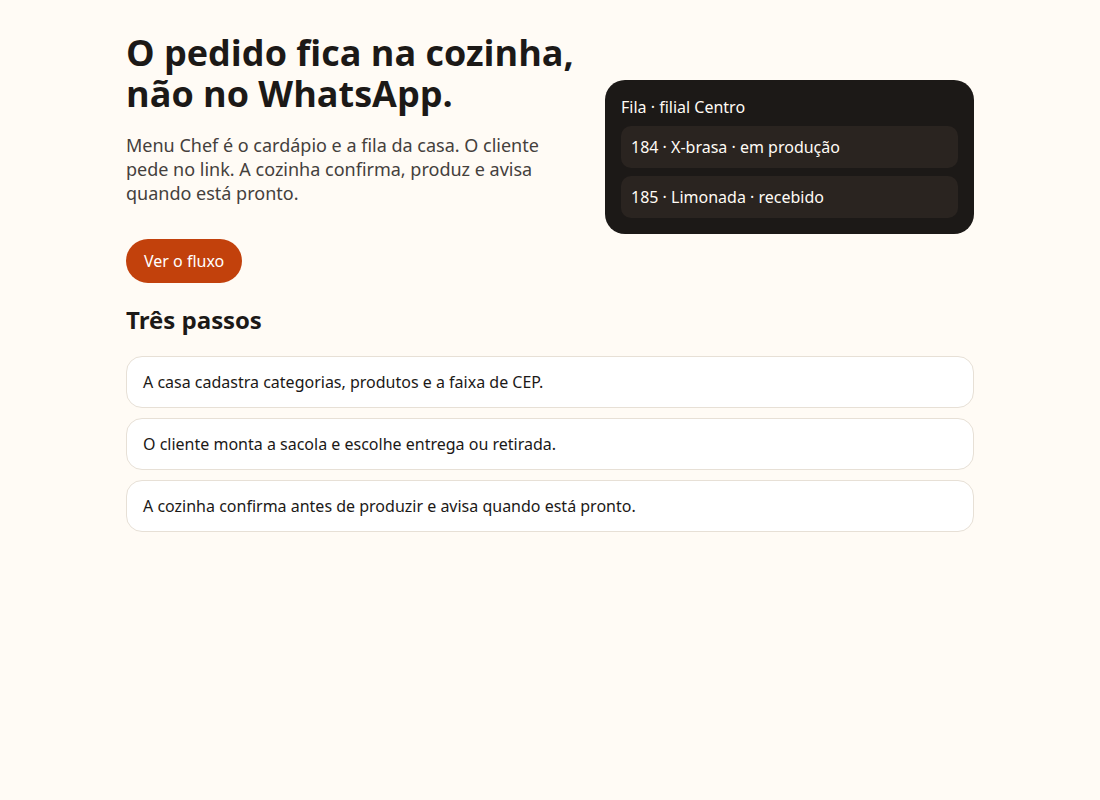 O pedido fica na cozinha,
não no WhatsApp.
Menu Chef é o cardápio e a fila da casa. O cliente
pede no link. A cozinha confirma, produz e avisa
quando está pronto.
Ver o fluxo
Fila · filial Centro
184 · X-brasa · em produção
185 · Limonada · recebido
Três passos
A casa cadastra categorias, produtos e a faixa de CEP.
O cliente monta a sacola e escolhe entrega ou retirada.
A cozinha confirma antes de produzir e avisa quando está pronto.